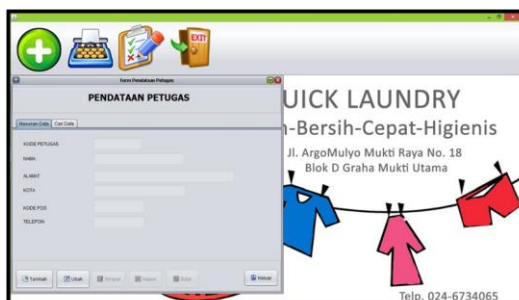 EXIT
Form Pendataan Petugas
PENDATAAN PETUGAS
Masukan Data Cari Data
KODE PETUGAS
NAMA
ALAMAT
KOTA
KODE POS
TELEPON
Tambah Ubah Simpan Hapus Batal Keluar
UICK LAUNDRY
-Bersih-Cepat-Higienis
Jl. ArgoMulyo Mukti Raya No. 18
Blok D Graha Mukti Utama
Telp. 024-6734065